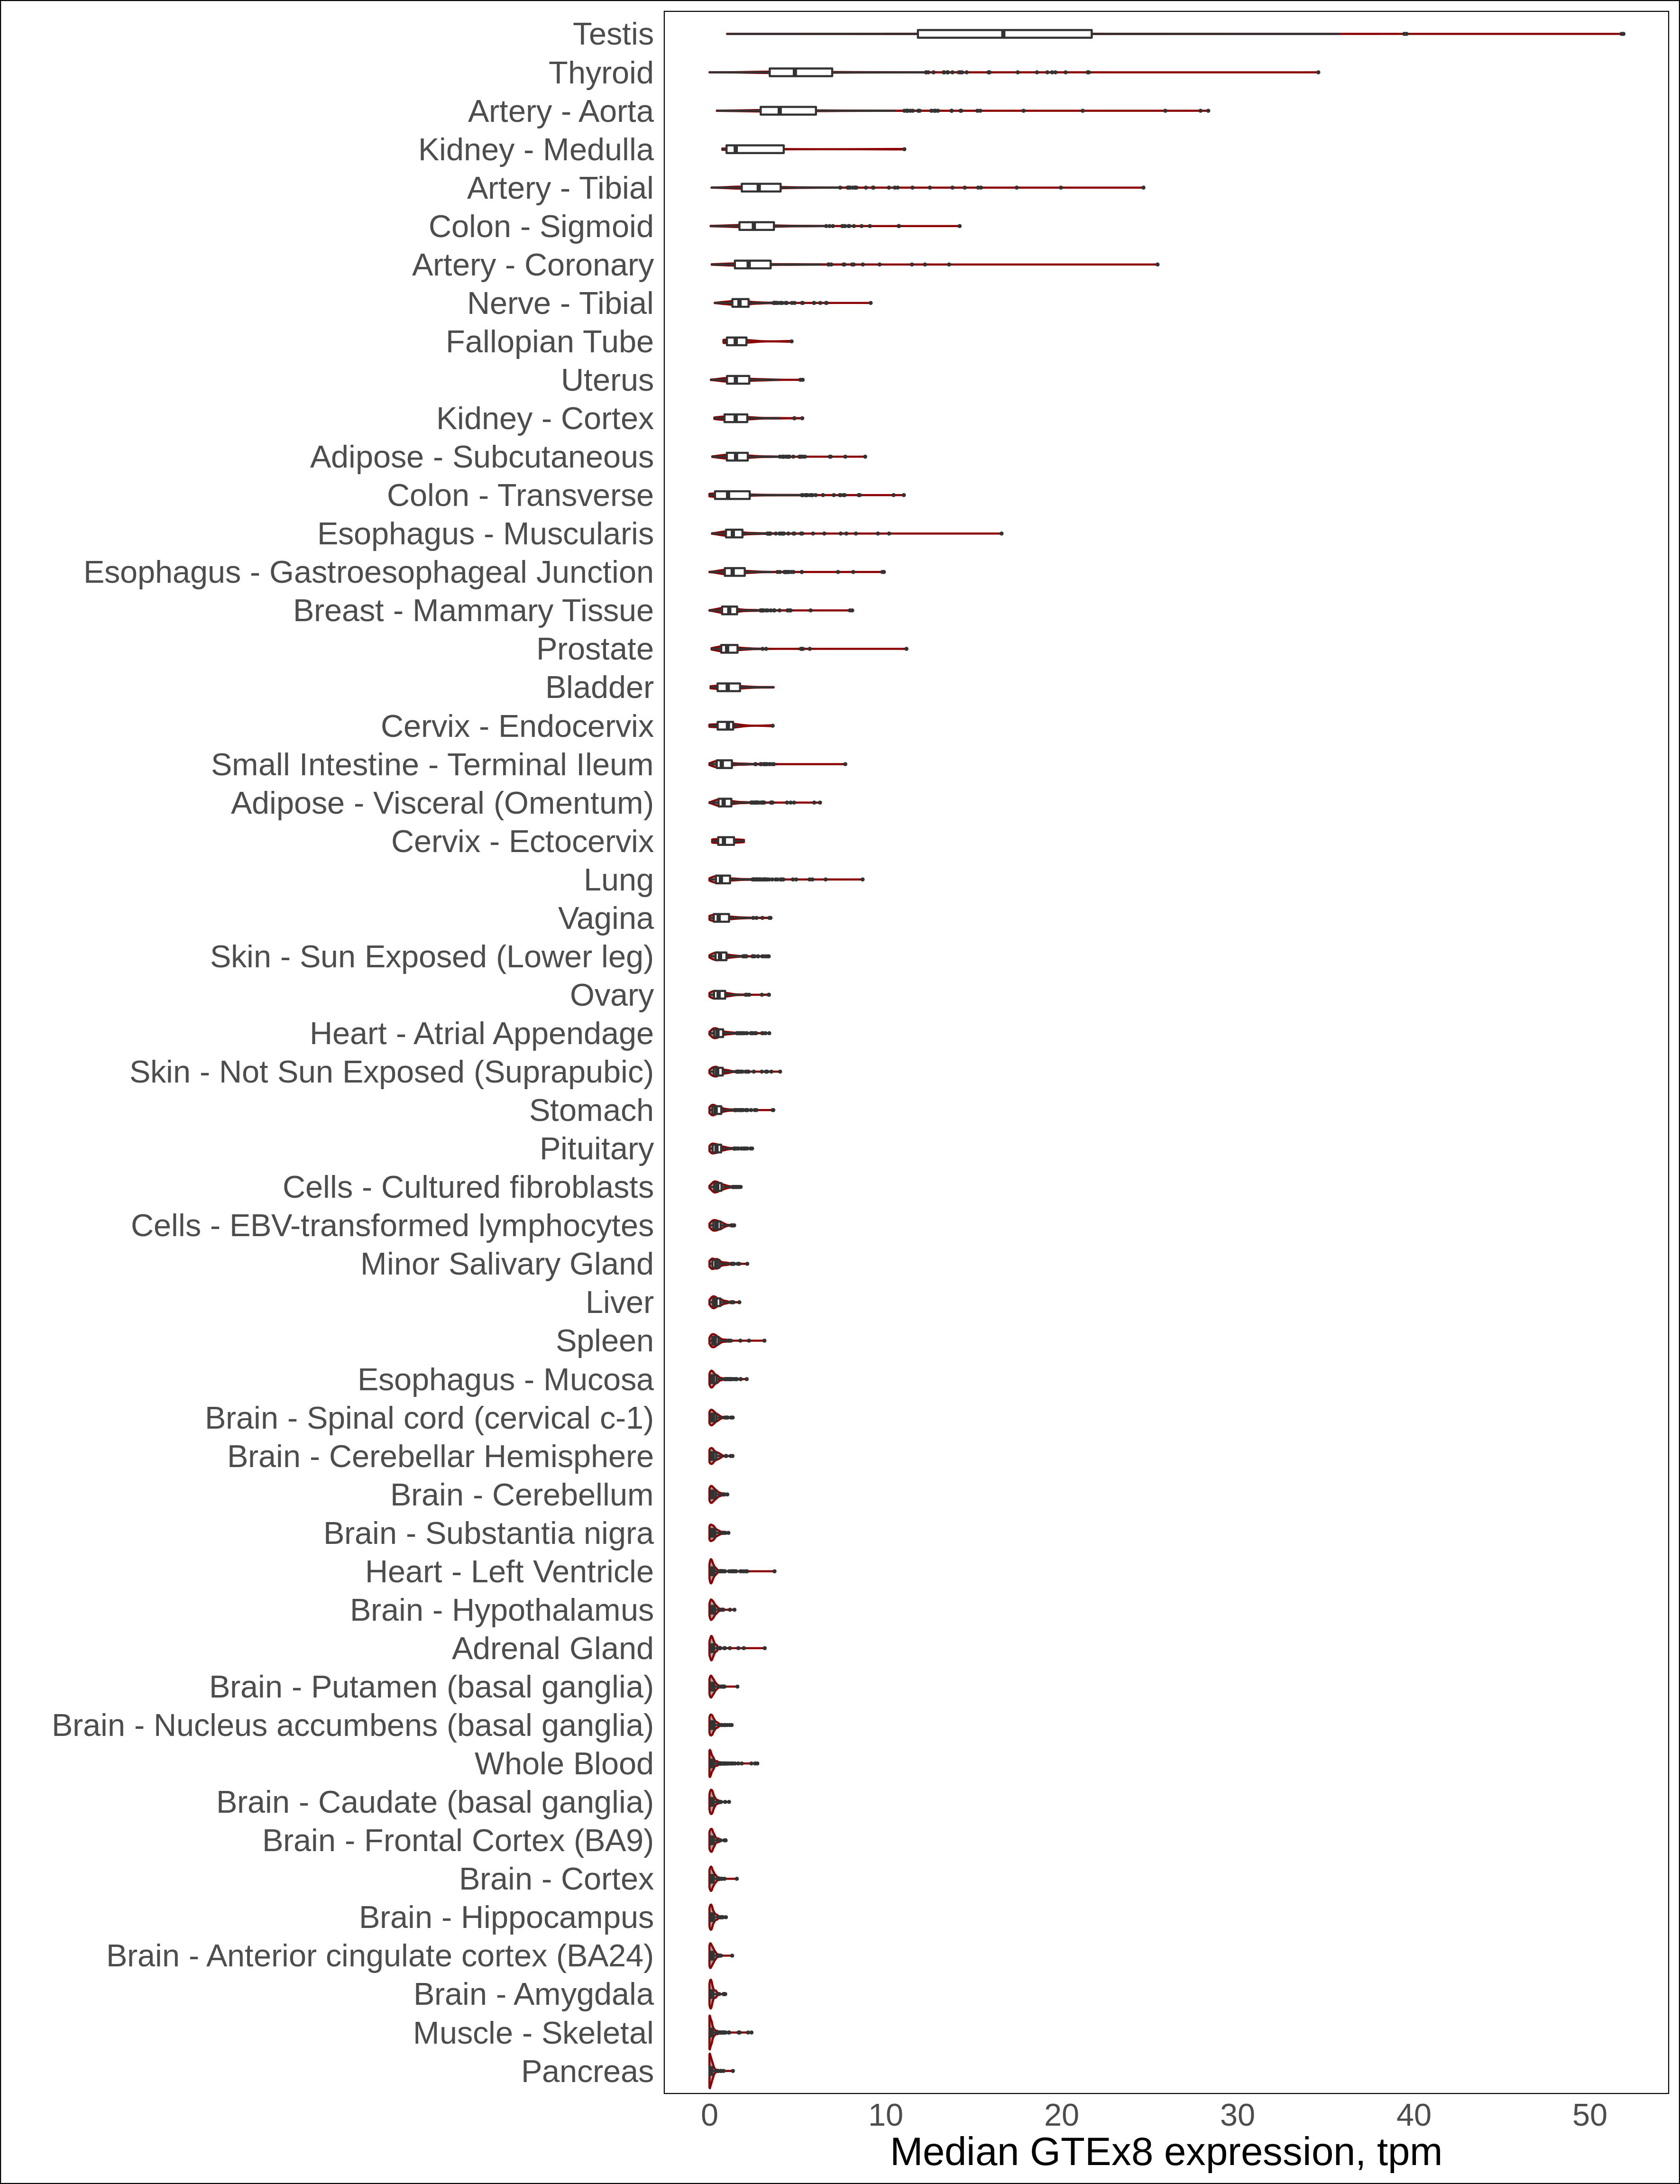 Testis
Thyroid
Artery - Aorta
Kidney - Medulla
Artery - Tibial
Colon - Sigmoid
Artery - Coronary
Nerve - Tibial
Fallopian Tube
Uterus
Kidney - Cortex
Adipose - Subcutaneous
Colon - Transverse
Esophagus - Muscularis
Esophagus - Gastroesophageal Junction
Breast - Mammary Tissue
Prostate
Bladder
Cervix - Endocervix
Small Intestine - Terminal Ileum
Adipose - Visceral (Omentum)
Cervix - Ectocervix
Lung
Vagina
Skin - Sun Exposed (Lower leg)
Ovary
Heart - Atrial Appendage
Skin - Not Sun Exposed (Suprapubic)
Stomach
Pituitary
Cells - Cultured fibroblasts
Cells - EBV-transformed lymphocytes
Minor Salivary Gland
Liver
Spleen
Esophagus - Mucosa
Brain - Spinal cord (cervical c-1)
Brain - Cerebellar Hemisphere
Brain - Cerebellum
Brain - Substantia nigra
Heart - Left Ventricle
Brain - Hypothalamus
Adrenal Gland
Brain - Putamen (basal ganglia)
Brain - Nucleus accumbens (basal ganglia)
Whole Blood
Brain - Caudate (basal ganglia)
Brain - Frontal Cortex (BA9)
Brain - Cortex
Brain - Hippocampus
Brain - Anterior cingulate cortex (BA24)
Brain - Amygdala
Muscle - Skeletal
Pancreas
0 10 20 30 40 50
Median GTEx8 expression, tpm